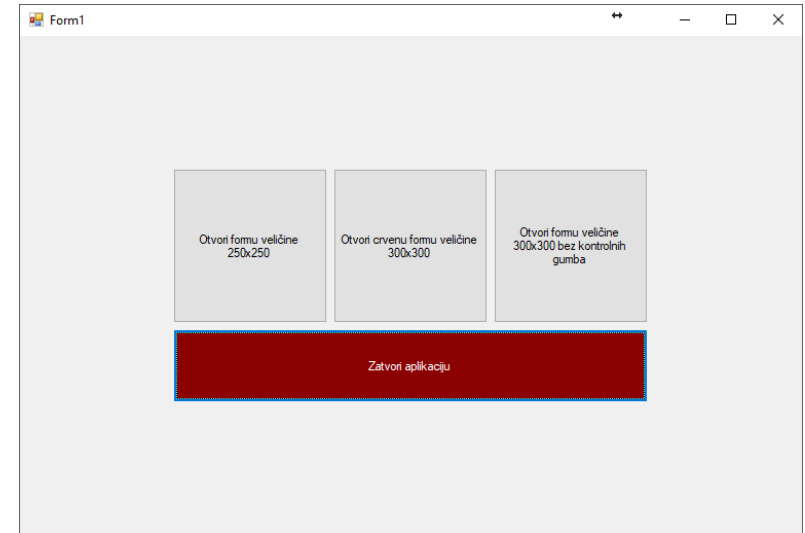 Form1
Otvori formu veličine
250x250
Otvori crvenu formu veličine
300x300
Otvori formu veličine
300x300 bez kontrolnih
gumba
Zatvori aplikaciju